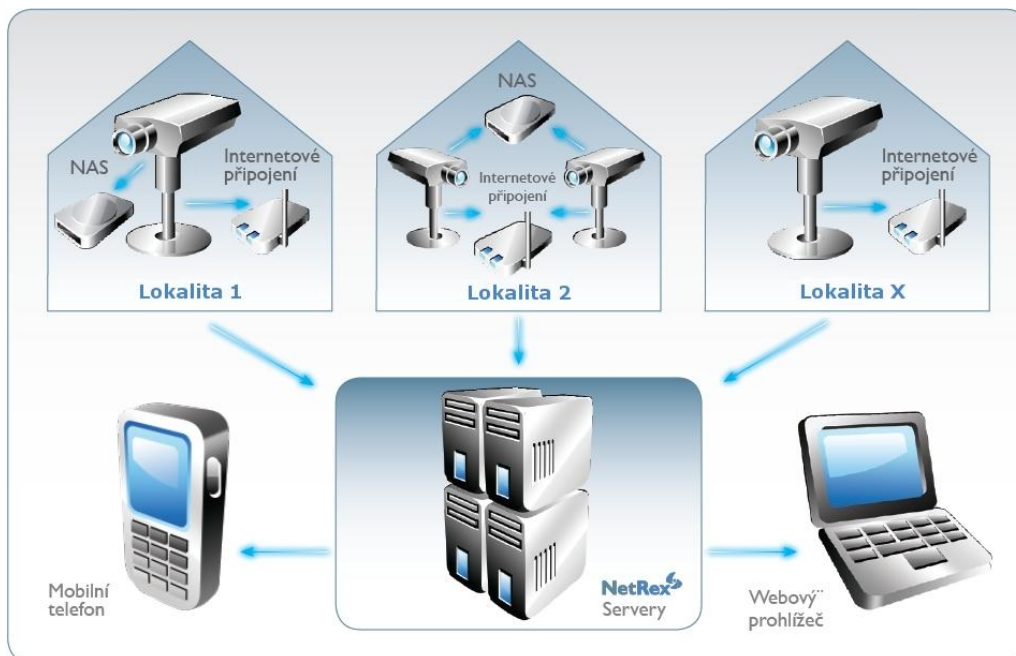 NAS
Internetové
připojení
Lokalita 1
NAS
Internetové
připojení
Lokalita 2
Internetové
připojení
Lokalita X
Mobilní
telefon
NetRex
Servery
Webový¨
prohlížeč